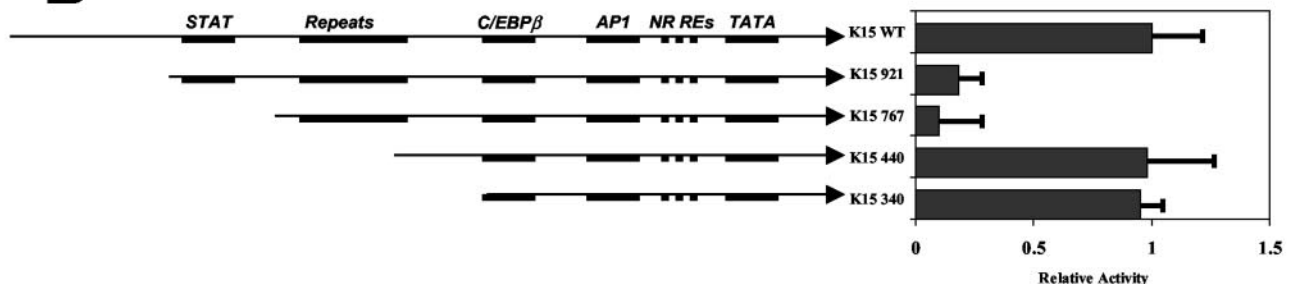 STAT Repeats C/EBPβ AP1 NR REs TATA
K15 WT
K15 921
K15 767
K15 440
K15 340
0 0.5 1 1.5
Relative Activity